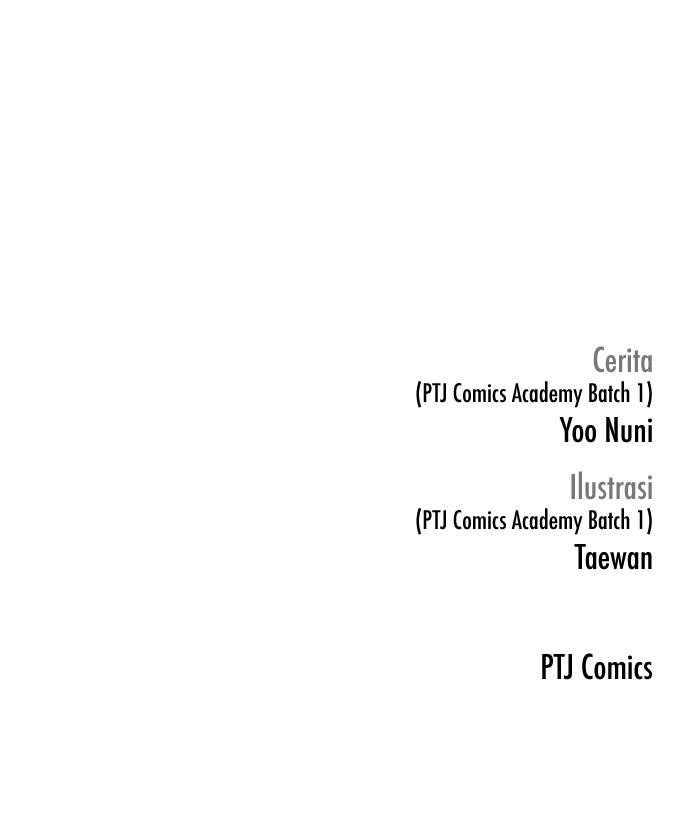 Cerita
(PTJ Comics Academy Batch 1)
Yoo Nuni
Ilustrasi
(PTJ Comics Academy Batch 1)
Taewan
PTJ Comics